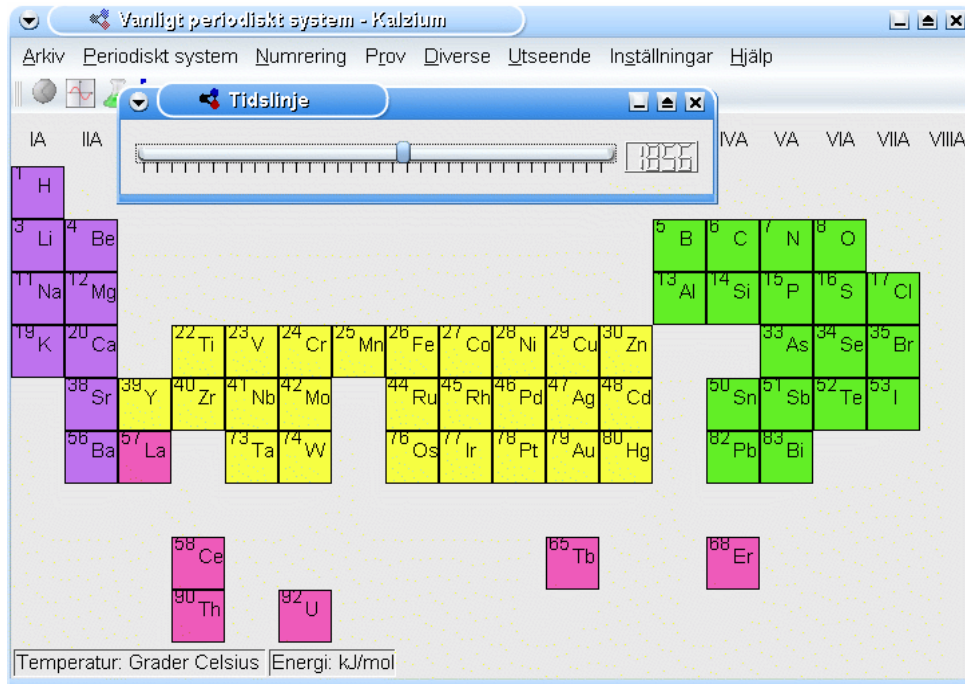 Vanligt periodiskt system - Kalzium
Arkiv Periodiskt system Numrering Prov Diverse Utseende Inställningar Hjälp
Tidslinje
1856
IA IIA IVA VA VIA VIIA VIIIA
1 H
3 Li 4 Be 5 B 6 C 7 N 8 O
11 Na 12 Mg 13 Al 14 Si 15 P 16 S 17 Cl
19 K 20 Ca 22 Ti 23 V 24 Cr 25 Mn 26 Fe 27 Co 28 Ni 29 Cu 30 Zn 33 As 34 Se 35 Br
38 Sr 39 Y 40 Zr 41 Nb 42 Mo 44 Ru 45 Rh 46 Pd 47 Ag 48 Cd 50 Sn 51 Sb 52 Te 53 I
56 Ba 57 La 73 Ta 74 W 76 Os 77 Ir 78 Pt 79 Au 80 Hg 82 Pb 83 Bi
58 Ce 65 Tb 68 Er
90 Th 92 U
Temperatur: Grader Celsius Energi: kJ/mol